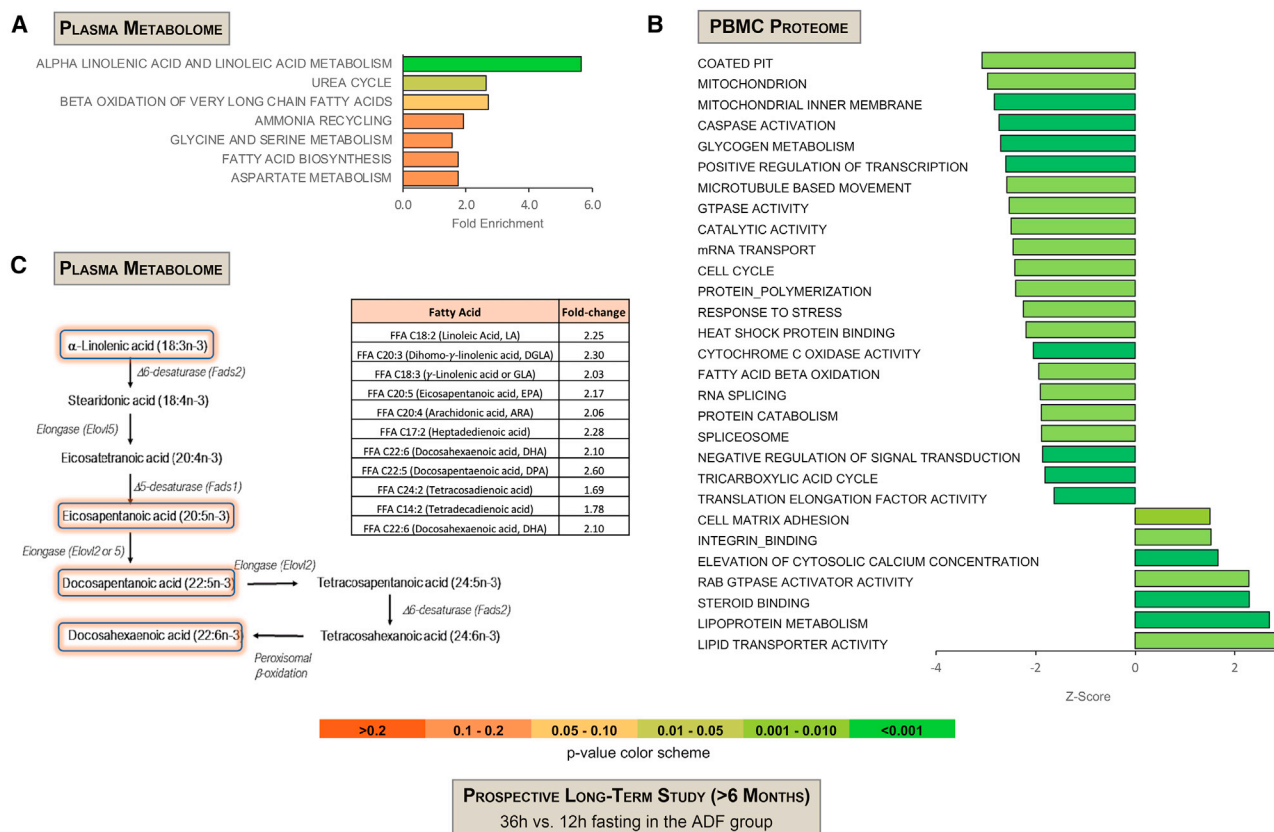 A
PLASMA METABOLOME
ALPHA LINOLENIC ACID AND LINOLEIC ACID METABOLISM
UREA CYCLE
BETA OXIDATION OF VERY LONG CHAIN FATTY ACIDS
AMMONIA RECYCLING
GLYCINE AND SERINE METABOLISM
FATTY ACID BIOSYNTHESIS
ASPARTATE METABOLISM
0.0 2.0 4.0 6.0
Fold Enrichment
B
PBMC PROTEOME
COATED PIT
MITOCHONDRION
MITOCHONDRIAL INNER MEMBRANE
CASPASE ACTIVATION
GLYCOGEN METABOLISM
POSITIVE REGULATION OF TRANSCRIPTION
MICROTUBULE BASED MOVEMENT
GTPASE ACTIVITY
CATALYTIC ACTIVITY
mRNA TRANSPORT
CELL CYCLE
PROTEIN_POLYMERIZATION
RESPONSE TO STRESS
HEAT SHOCK PROTEIN BINDING
CYTOCHROME C OXIDASE ACTIVITY
FATTY ACID BETA OXIDATION
RNA SPLICING
PROTEIN CATABOLISM
SPLICEOSOME
NEGATIVE REGULATION OF SIGNAL TRANSDUCTION
TRICARBOXYLIC ACID CYCLE
TRANSLATION ELONGATION FACTOR ACTIVITY
CELL MATRIX ADHESION
INTEGRIN_BINDING
ELEVATION OF CYTOSOLIC CALCIUM CONCENTRATION
RAB GTPASE ACTIVATOR ACTIVITY
STEROID BINDING
LIPOPROTEIN METABOLISM
LIPID TRANSPORTER ACTIVITY
-4 -2 0 2
Z-Score
C
PLASMA METABOLOME
α-Linolenic acid (18:3n-3)
Δ6-desaturase (Fads2)
Stearidonic acid (18:4n-3)
Elongase (Elovl5)
Eicosatetranoic acid (20:4n-3)
Δ5-desaturase (Fads1)
Eicosapentanoic acid (20:5n-3)
Elongase (Elovl2 or 5)
Elongase (Elovl2)
Docosapentanoic acid (22:5n-3)
Tetracosapentanoic acid (24:5n-3)
Δ6-desaturase (Fads2)
Docosahexaenoic acid (22:6n-3)
Tetracosahexanoic acid (24:6n-3)
Peroxisomal
β-oxidation
Fatty Acid Fold-change
FFA C18:2 (Linoleic Acid, LA) 2.25
FFA C20:3 (Dihomo-γ-linolenic acid, DGLA) 2.30
FFA C18:3 (γ-Linolenic acid or GLA) 2.03
FFA C20:5 (Eicosapentanoic acid, EPA) 2.17
FFA C20:4 (Arachidonic acid, ARA) 2.06
FFA C17:2 (Heptadedienoic acid) 2.28
FFA C22:6 (Docosahexaenoic acid, DHA) 2.10
FFA C22:5 (Docosapentaenoic acid, DPA) 2.60
FFA C24:2 (Tetracosadienoic acid) 1.69
FFA C14:2 (Tetradecadienoic acid) 1.78
FFA C22:6 (Docosahexaenoic acid, DHA) 2.10
>0.2 0.1 - 0.2 0.05 - 0.10 0.01 - 0.05 0.001 - 0.010 <0.001
p-value color scheme
PROSPECTIVE LONG-TERM STUDY (>6 MONTHS)
36h vs. 12h fasting in the ADF group